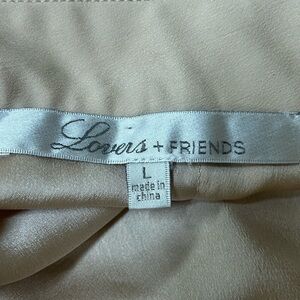 Lovers + FRIENDS
L
made in
china